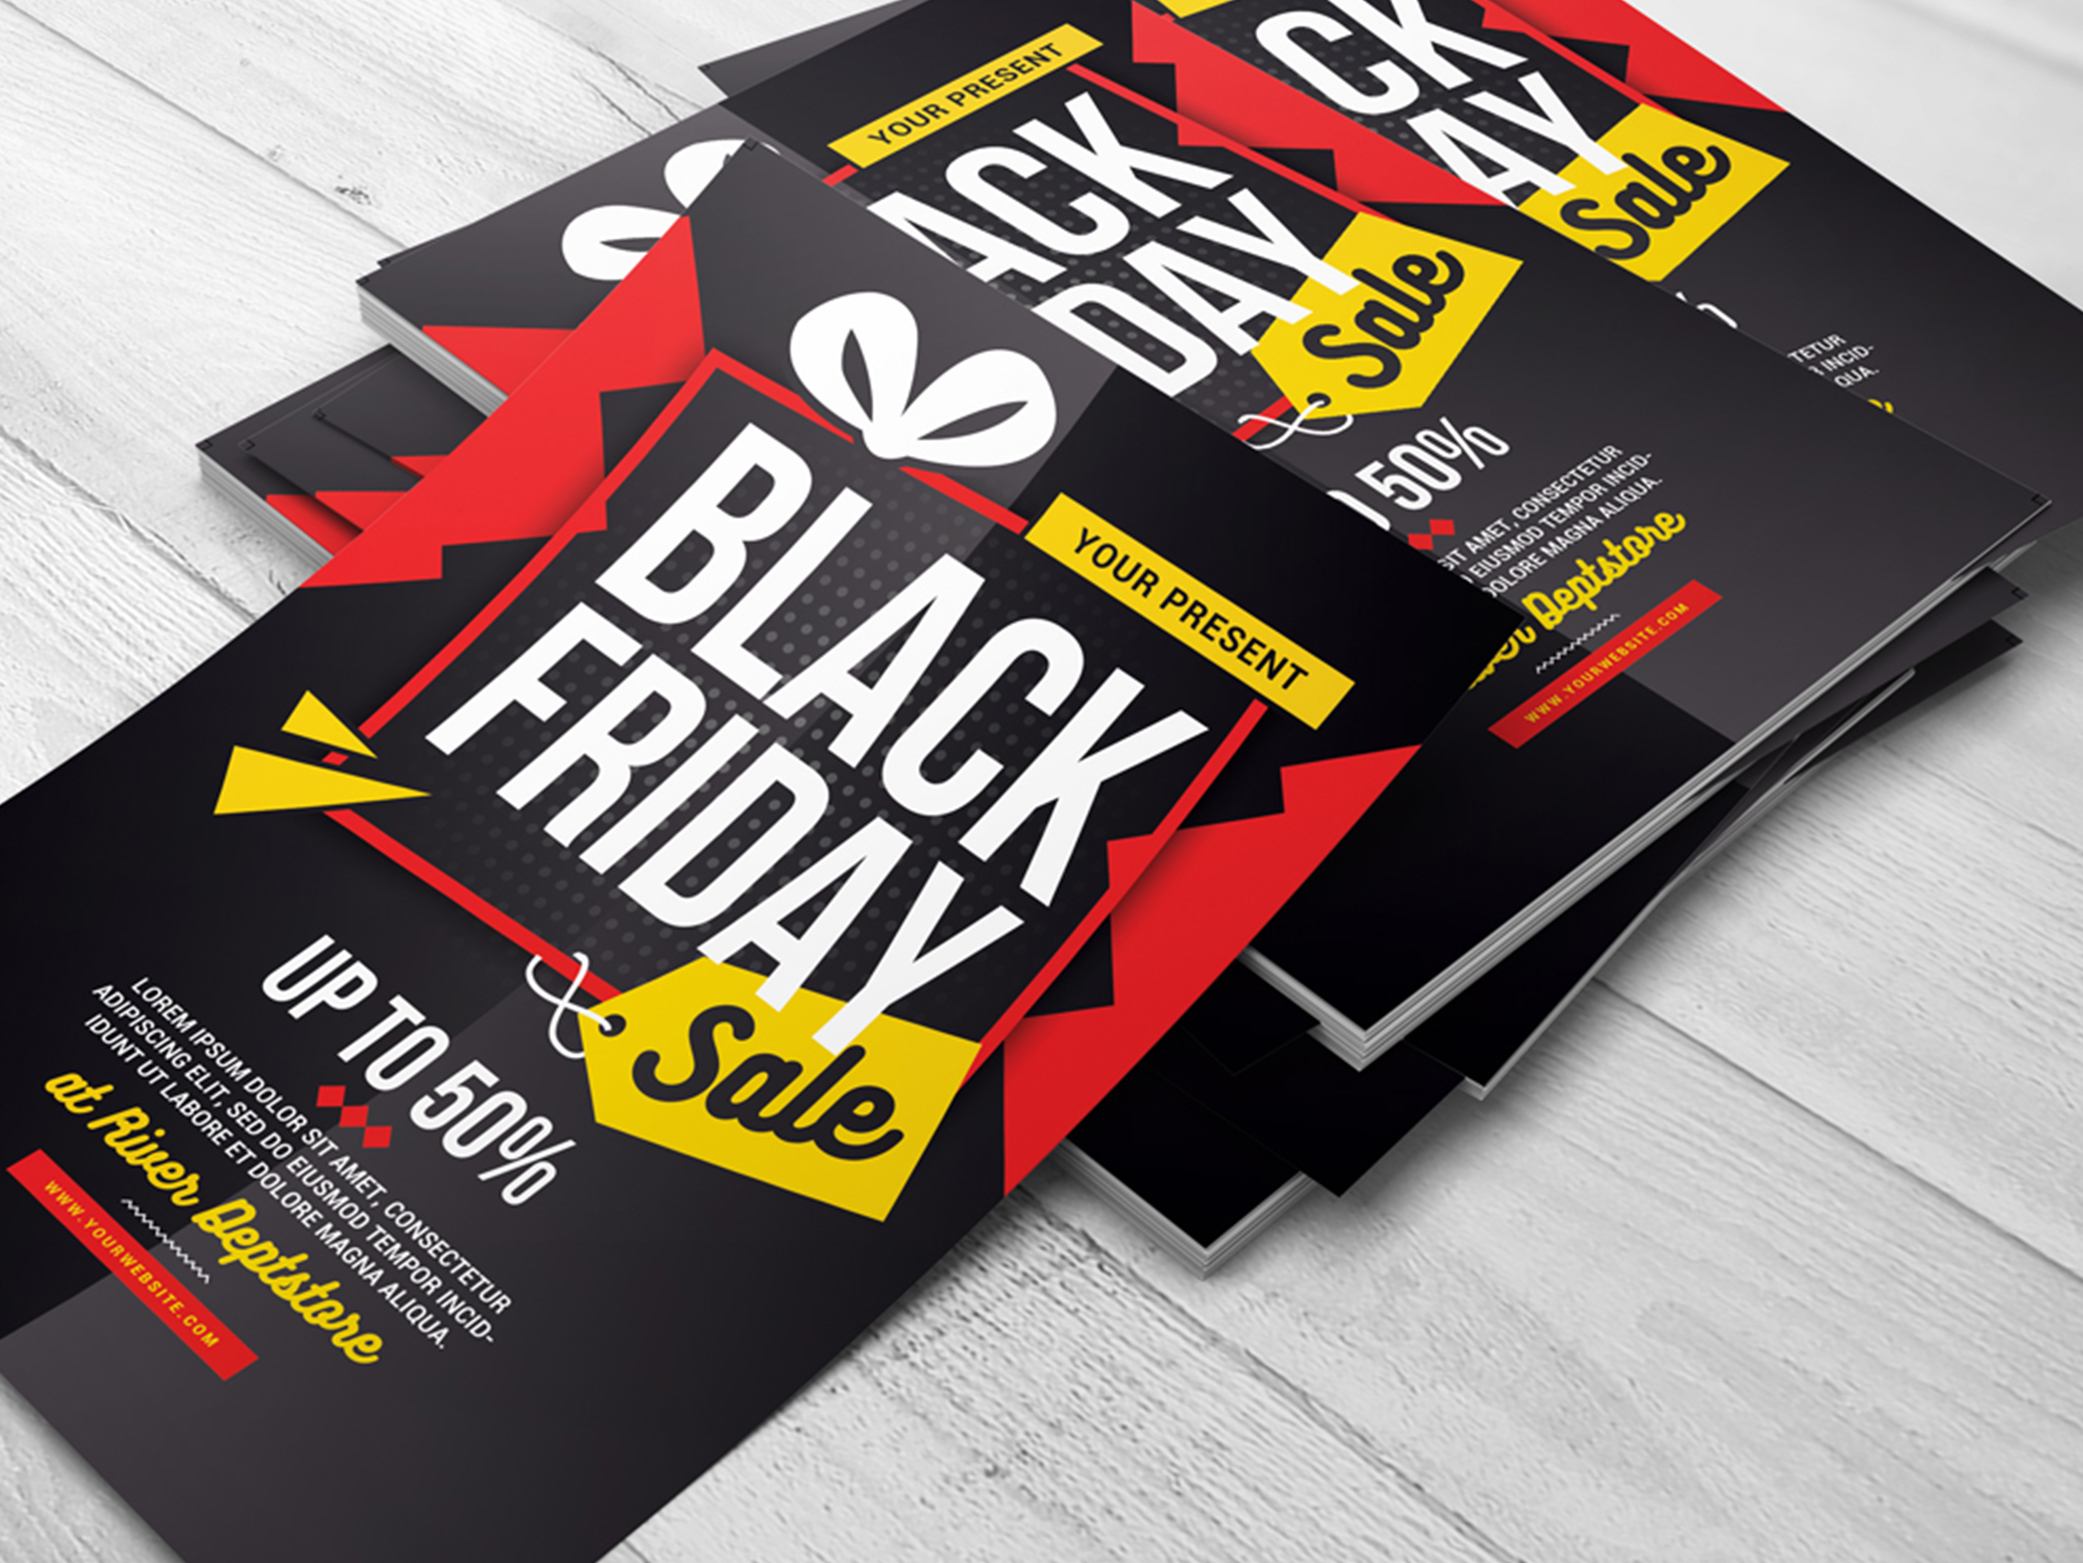 YOUR PRESENT
BLACK
FRIDAY
Sale
UP TO 50%
LOREM IPSUM DOLOR SIT AMET, CONSECTETUR
ADIPISCING ELIT, SED DO EIUSMOD TEMPOR INCID-
IDUNT UT LABORE ET DOLORE MAGNA ALIQUA.
at River Deptstore
WWW.YOURWEBSITE.COM
YOUR PRESENT
ACK
DAY
Sale
50%
SIT AMET, CONSECTETUR
EIUSMOD TEMPOR INCID-
DOLORE MAGNA ALIQUA.
Deptstore
WWW.YOURWEBSITE.COM
CK
AY
Sale
%
TETUR
INCID-
QUA.